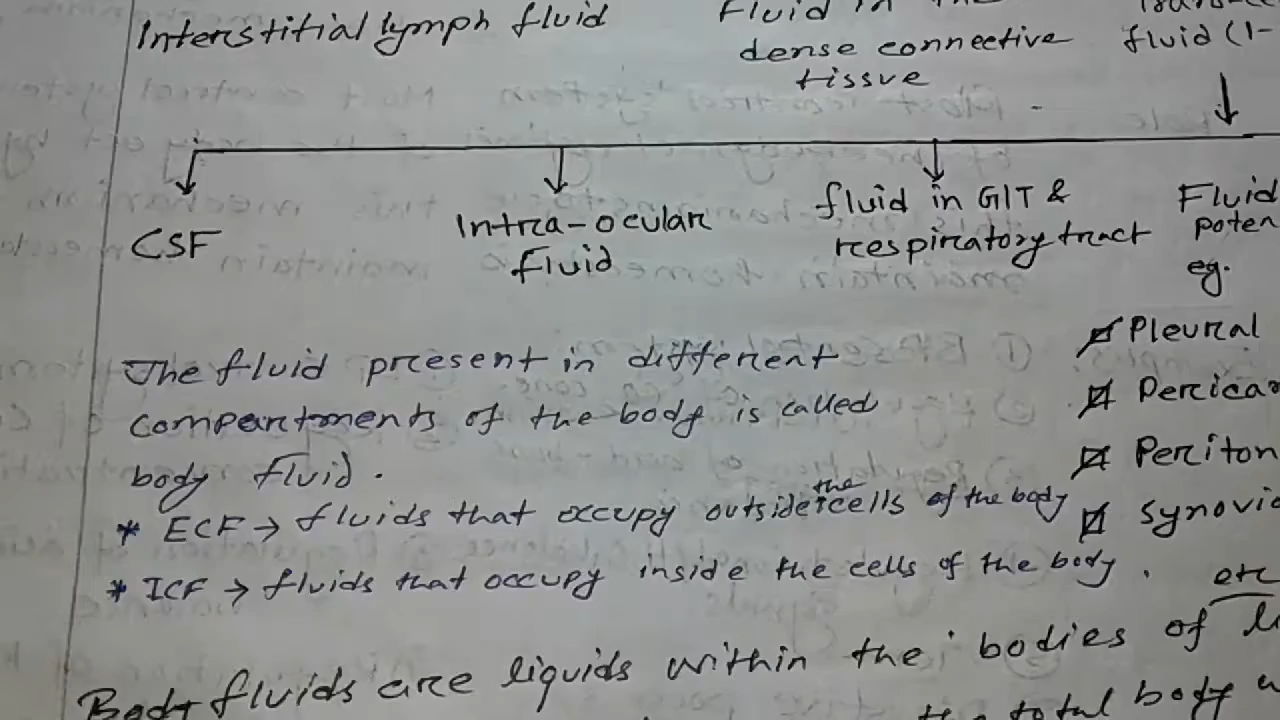 Interstitial lymph fluid
Fluid in the
dense connective
tissue
fluid (1-
CSF
Intra-ocular
fluid
fluid in GIT &
respiratory tract
Fluid
poten
eg.
Pleural
Pericar
Periton
Synovi
etc
The fluid present in different
compartments of the body is called
body fluid.
* ECF → fluids that occupy outside the cells of the body
* ICF → fluids that occupy inside the cells of the body.
Body fluids are liquids within the bodies of
the total body